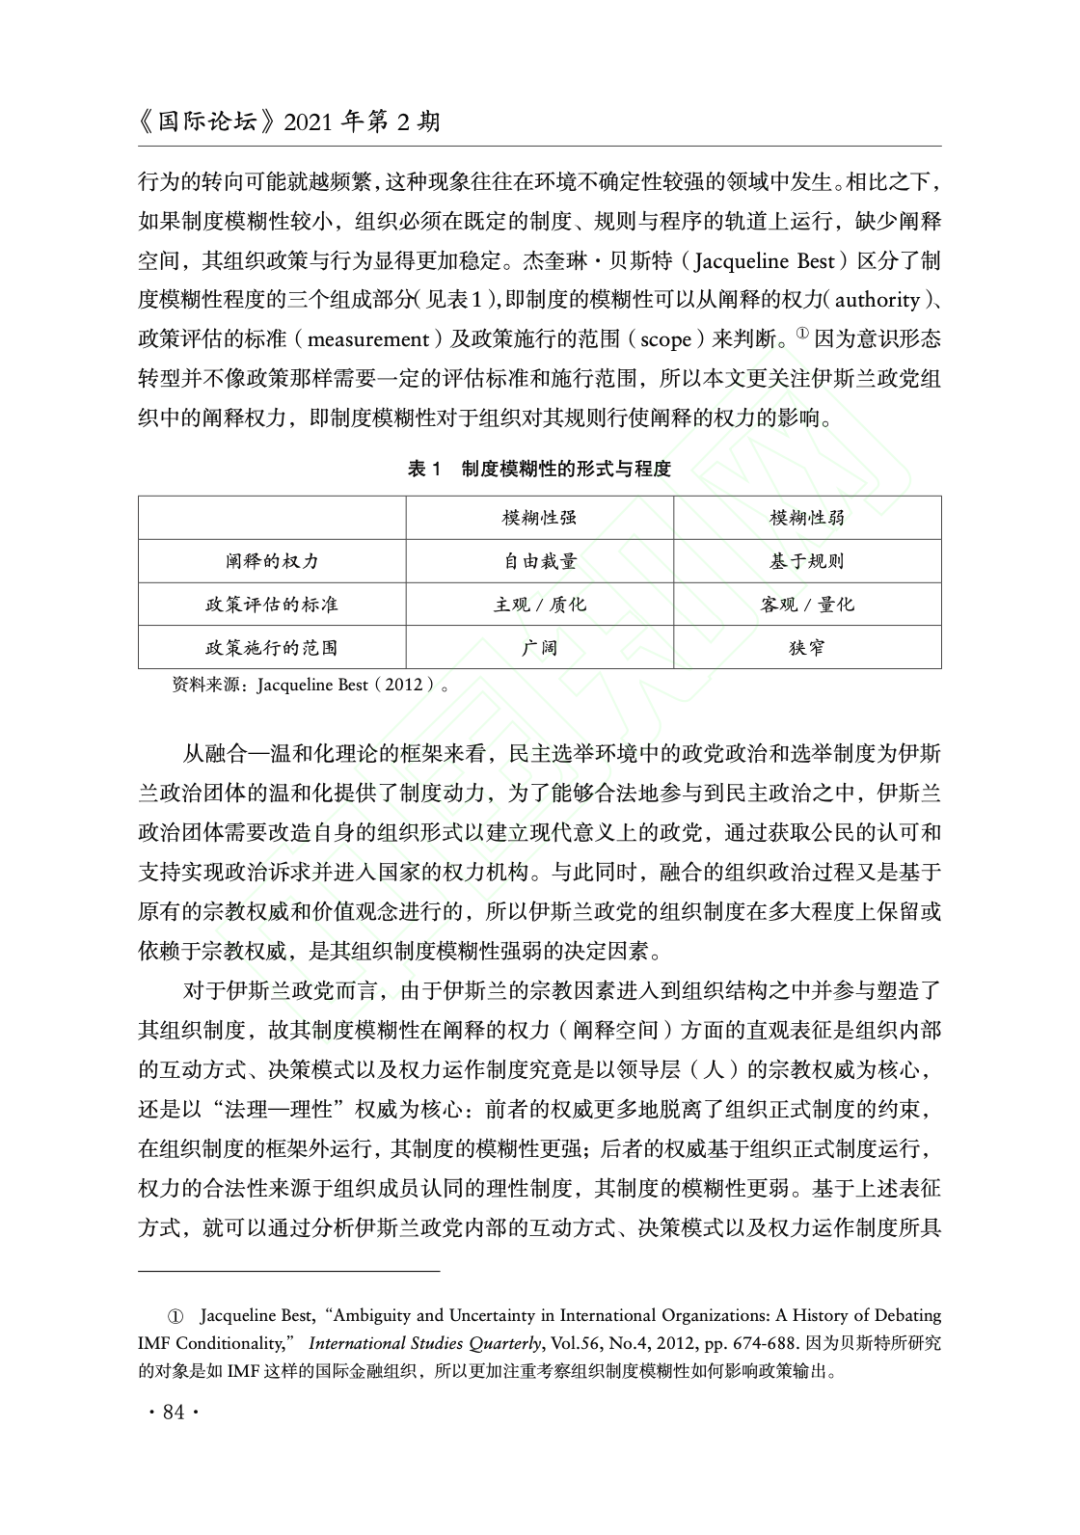 《国际论坛》2021 年第 2 期
行为的转向可能就越频繁，这种现象往往在环境不确定性较强的领域中发生。相比之下，
如果制度模糊性较小，组织必须在既定的制度、规则与程序的轨道上运行，缺少阐释
空间，其组织政策与行为显得更加稳定。杰奎琳·贝斯特（Jacqueline Best）区分了制
度模糊性程度的三个组成部分（见表 1），即制度的模糊性可以从阐释的权力（authority）、
政策评估的标准（measurement）及政策施行的范围（scope）来判断。① 因为意识形态
转型并不像政策那样需要一定的评估标准和施行范围，所以本文更关注伊斯兰政党组
织中的阐释权力，即制度模糊性对于组织对其规则行使阐释的权力的影响。
表 1 制度模糊性的形式与程度
模糊性强 模糊性弱
阐释的权力 自由裁量 基于规则
政策评估的标准 主观 / 质化 客观 / 量化
政策施行的范围 广阔 狭窄
资料来源：Jacqueline Best（2012）。
从融合—温和化理论的框架来看，民主选举环境中的政党政治和选举制度为伊斯
兰政治团体的温和化提供了制度动力，为了能够合法地参与到民主政治之中，伊斯兰
政治团体需要改造自身的组织形式以建立现代意义上的政党，通过获取公民的认可和
支持实现政治诉求并进入国家的权力机构。与此同时，融合的组织政治过程又是基于
原有的宗教权威和价值观念进行的，所以伊斯兰政党的组织制度在多大程度上保留或
依赖于宗教权威，是其组织制度模糊性强弱的决定因素。
对于伊斯兰政党而言，由于伊斯兰的宗教因素进入到组织结构之中并参与塑造了
其组织制度，故其制度模糊性在阐释的权力（阐释空间）方面的直观表征是组织内部
的互动方式、决策模式以及权力运作制度究竟是以领导层（人）的宗教权威为核心，
还是以“法理—理性”权威为核心：前者的权威更多地脱离了组织正式制度的约束，
在组织制度的框架外运行，其制度的模糊性更强；后者的权威基于组织正式制度运行，
权力的合法性来源于组织成员认同的理性制度，其制度的模糊性更弱。基于上述表征
方式，就可以通过分析伊斯兰政党内部的互动方式、决策模式以及权力运作制度所具
① Jacqueline Best, “Ambiguity and Uncertainty in International Organizations: A History of Debating
IMF Conditionality,” International Studies Quarterly, Vol.56, No.4, 2012, pp. 674-688. 因为贝斯特所研究
的对象是如 IMF 这样的国际金融组织，所以更加注重考察组织制度模糊性如何影响政策输出。
· 84 ·
中国知网